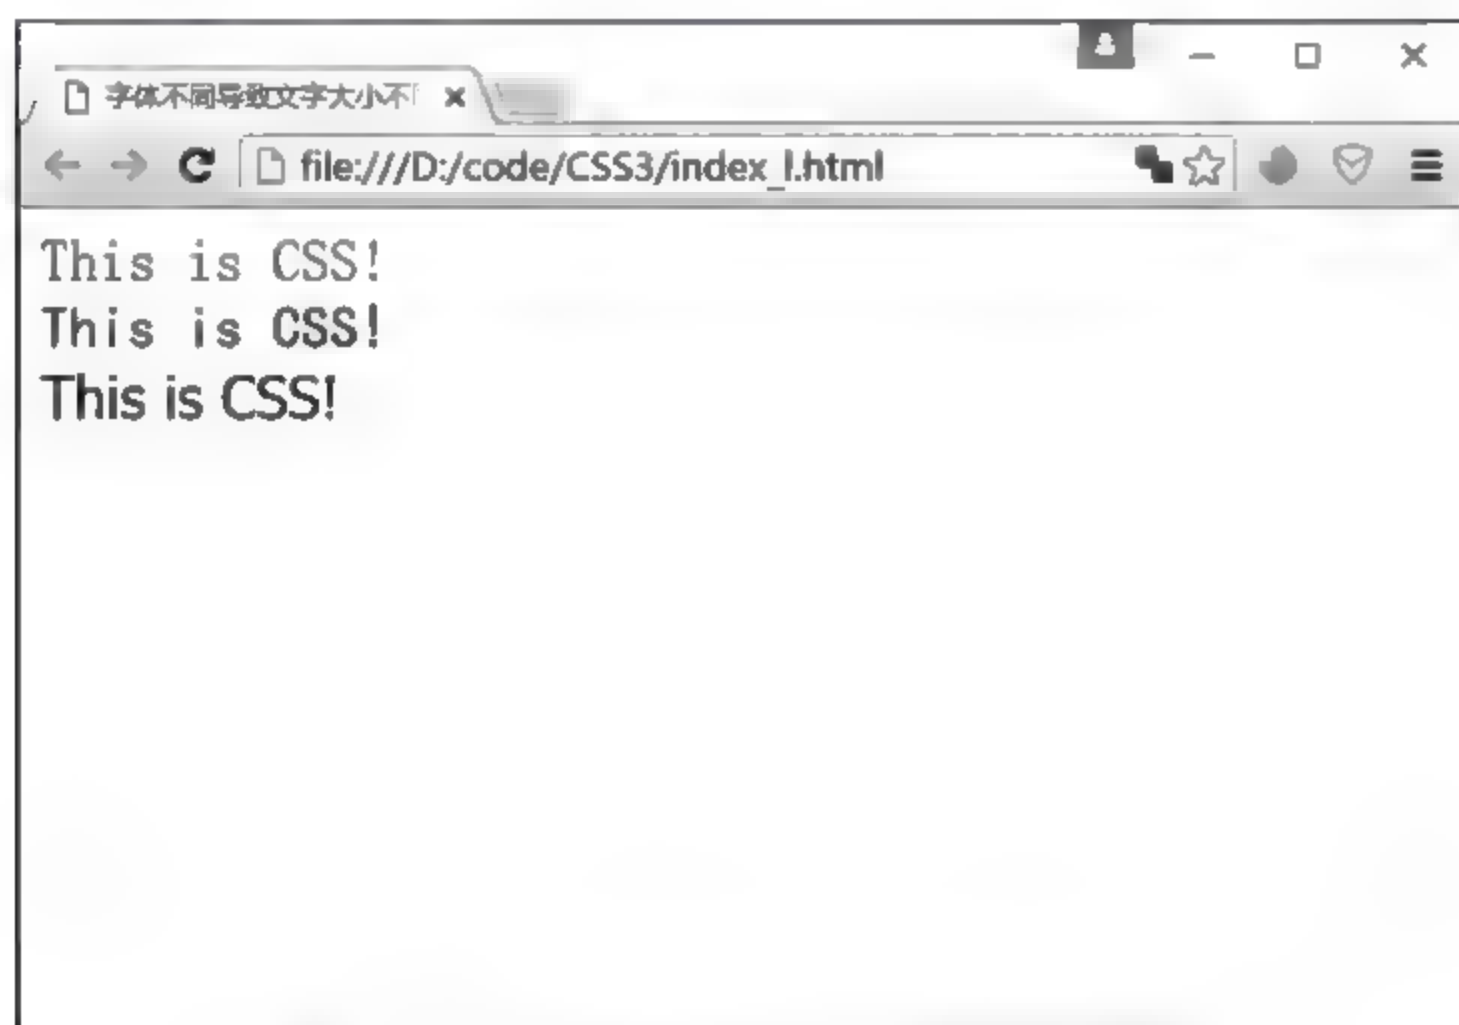 字体不同导致文字大小不
file:///D:/code/CSS3/index_l.html
This is CSS!
This is CSS!
This is CSS!